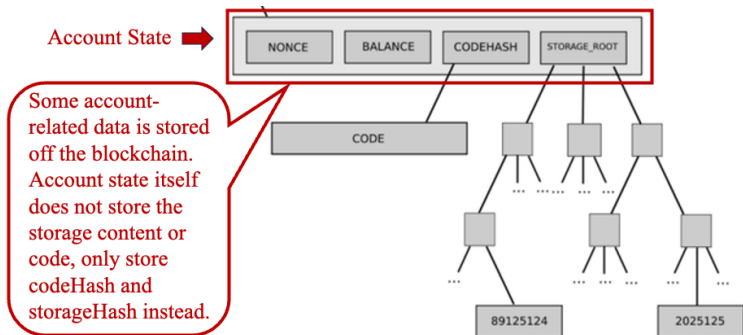 Account State
NONCE
BALANCE
CODEHASH
STORAGE_ROOT
Some account-
related data is stored
off the blockchain.
Account state itself
does not store the
storage content or
code, only store
codeHash and
storageHash instead.
CODE
... ... ... ...
... ... ... ... ...
89125124
2025125